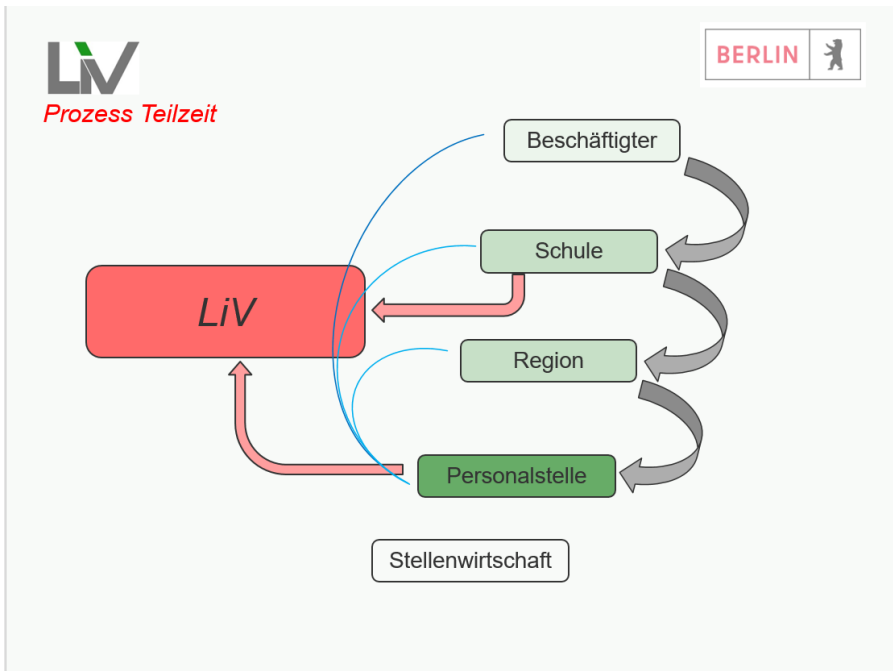 LiV
BERLIN
Prozess Teilzeit
Beschäftigter
Schule
LiV
Region
Personalstelle
Stellenwirtschaft